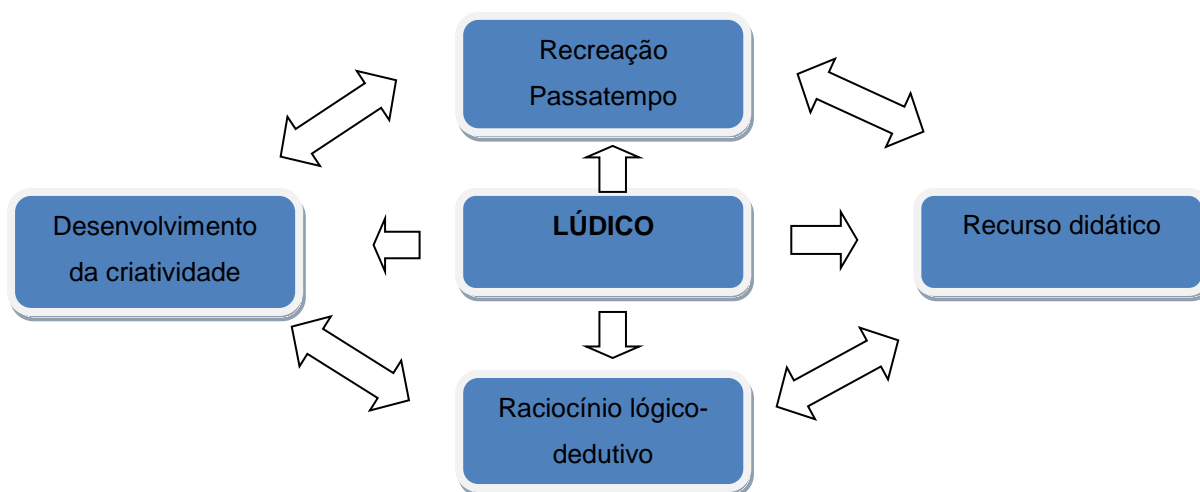 Recreação
Passatempo
Desenvolvimento
da criatividade
LÚDICO
Recurso didático
Raciocínio lógico-
dedutivo